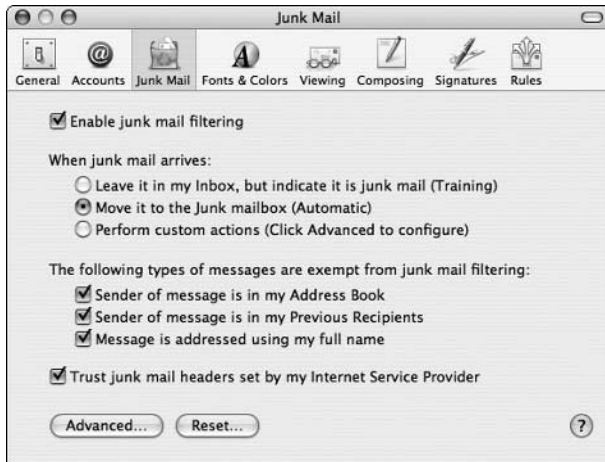 Junk Mail
General Accounts Junk Mail Fonts & Colors Viewing Composing Signatures Rules
Enable junk mail filtering
When junk mail arrives:
Leave it in my Inbox, but indicate it is junk mail (Training)
Move it to the Junk mailbox (Automatic)
Perform custom actions (Click Advanced to configure)
The following types of messages are exempt from junk mail filtering:
Sender of message is in my Address Book
Sender of message is in my Previous Recipients
Message is addressed using my full name
Trust junk mail headers set by my Internet Service Provider
Advanced... Reset... ?